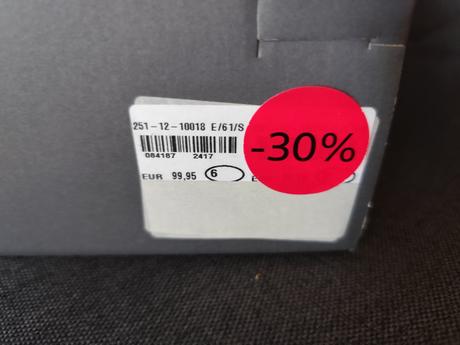 251-12-10018 E/61/S
-30%
084187 2417
EUR 99,95 6 E